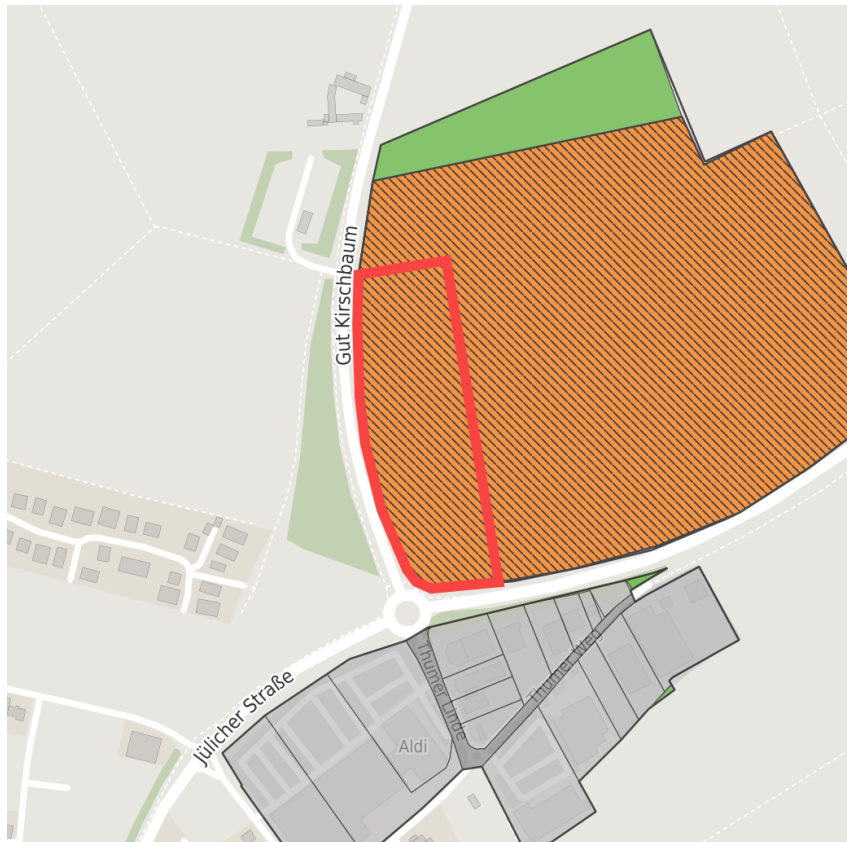 Gut Kirschbaum
Jülicher Straße
Thumer Linde
Thumer Weg
Aldi